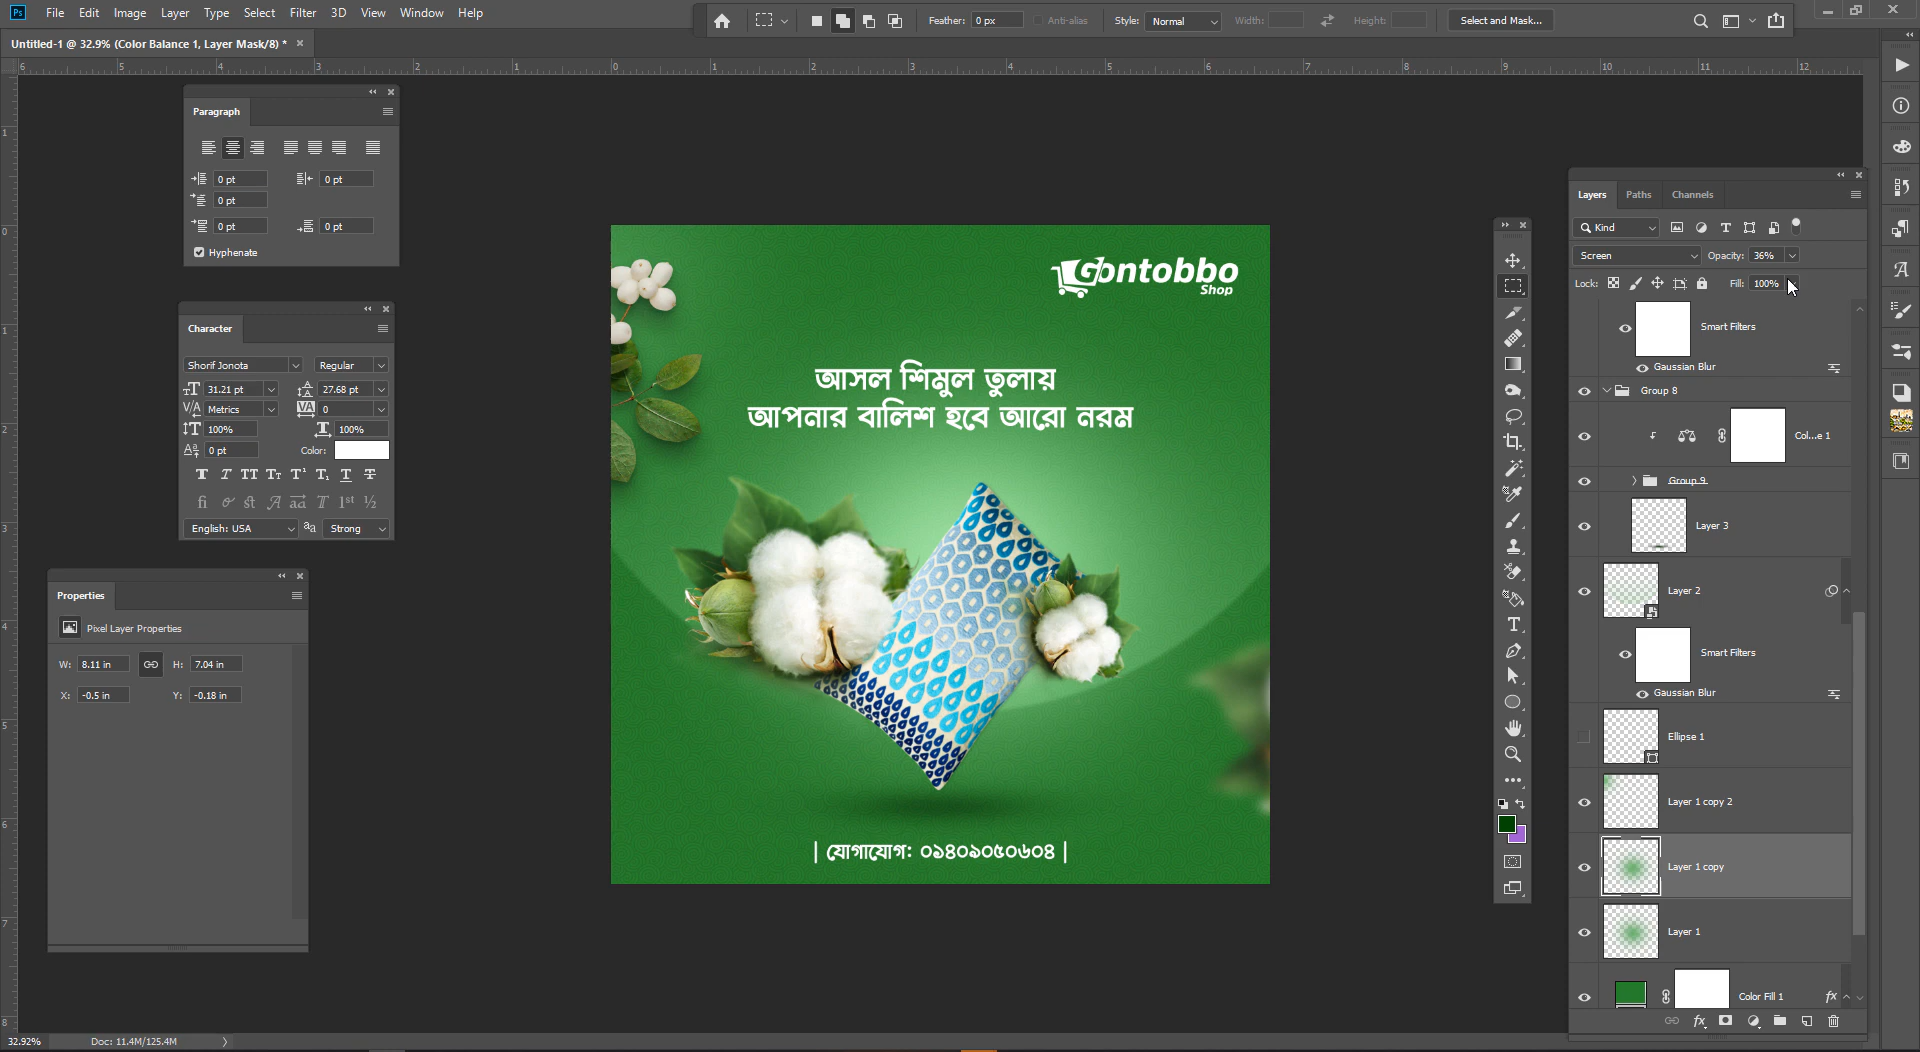 File Edit Image Layer Type Select Filter 3D View Window Help
Feather: 0 px Anti-alias Style: Normal Width: Height: Select and Mask...
Untitled-1 @ 32.9% (Color Balance 1, Layer Mask/8) *
Paragraph
0 pt 0 pt
0 pt
0 pt 0 pt
Hyphenate
Character
Shorif Jonota Regular
31.21 pt 27.68 pt
Metrics 0
100% 100%
0 pt Color:
English: USA Strong
Properties
Pixel Layer Properties
W: 8.11 in H: 7.04 in
X: -0.5 in Y: -0.18 in
Gontobbo
Shop
আসল শিমুল তুলায়
আপনার বালিশ হবে আরো নরম
| যোগাযোগ: ০১৪০৯০৫০৬০৪ |
Layers Paths Channels
Kind
Screen Opacity: 36%
Lock: Fill: 100%
Smart Filters
Gaussian Blur
Group 8
Col...e 1
Group 9
Layer 3
Layer 2
Smart Filters
Gaussian Blur
Ellipse 1
Layer 1 copy 2
Layer 1 copy
Layer 1
Color Fill 1 fx
32.92% Doc: 11.4M/125.4M